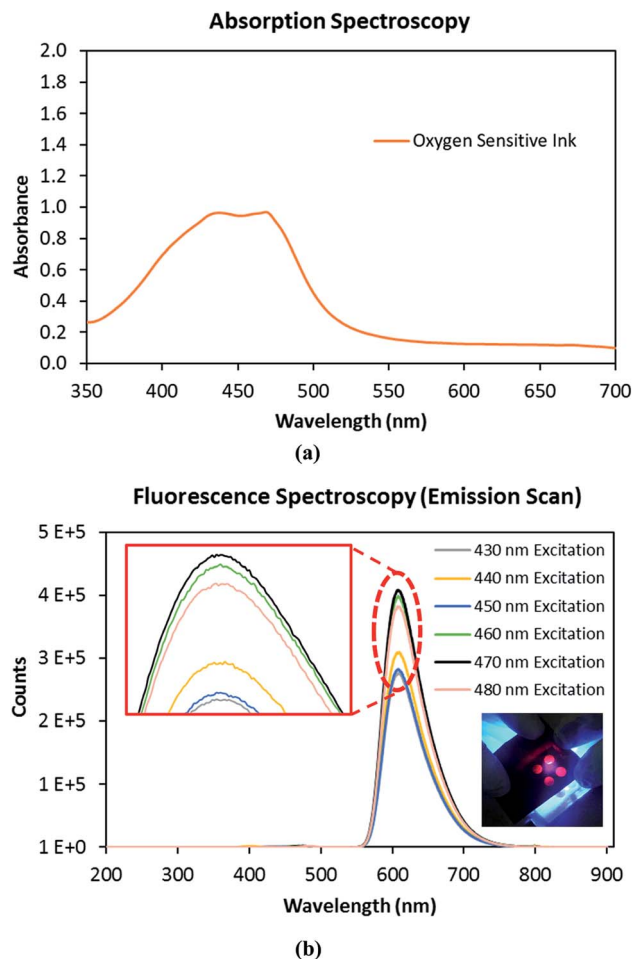 Absorption Spectroscopy
2.0
1.8
1.6
1.4
1.2
1.0
0.8
0.6
0.4
0.2
0.0
Absorbance
Oxygen Sensitive Ink
350 400 450 500 550 600 650 700
Wavelength (nm)
(a)
Fluorescence Spectroscopy (Emission Scan)
5 E+5
4 E+5
3 E+5
2 E+5
1 E+5
1 E+0
Counts
430 nm Excitation
440 nm Excitation
450 nm Excitation
460 nm Excitation
470 nm Excitation
480 nm Excitation
200 300 400 500 600 700 800 900
Wavelength (nm)
(b)